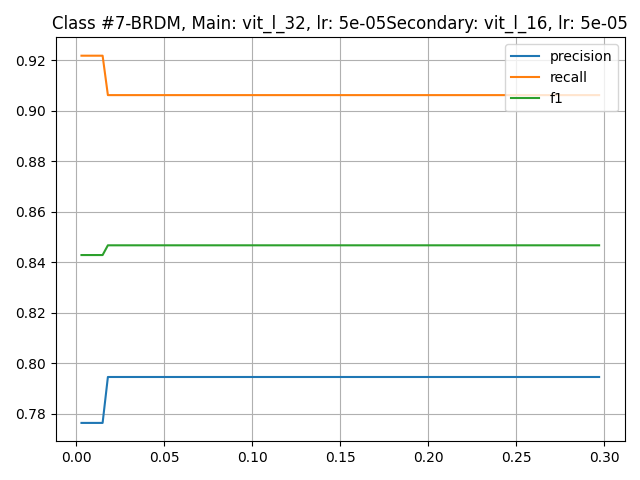 Class #7-BRDM, Main: vit_l_32, lr: 5e-05Secondary: vit_l_16, lr: 5e-05
precision
recall
f1
0.92
0.90
0.88
0.86
0.84
0.82
0.80
0.78
0.00 0.05 0.10 0.15 0.20 0.25 0.30